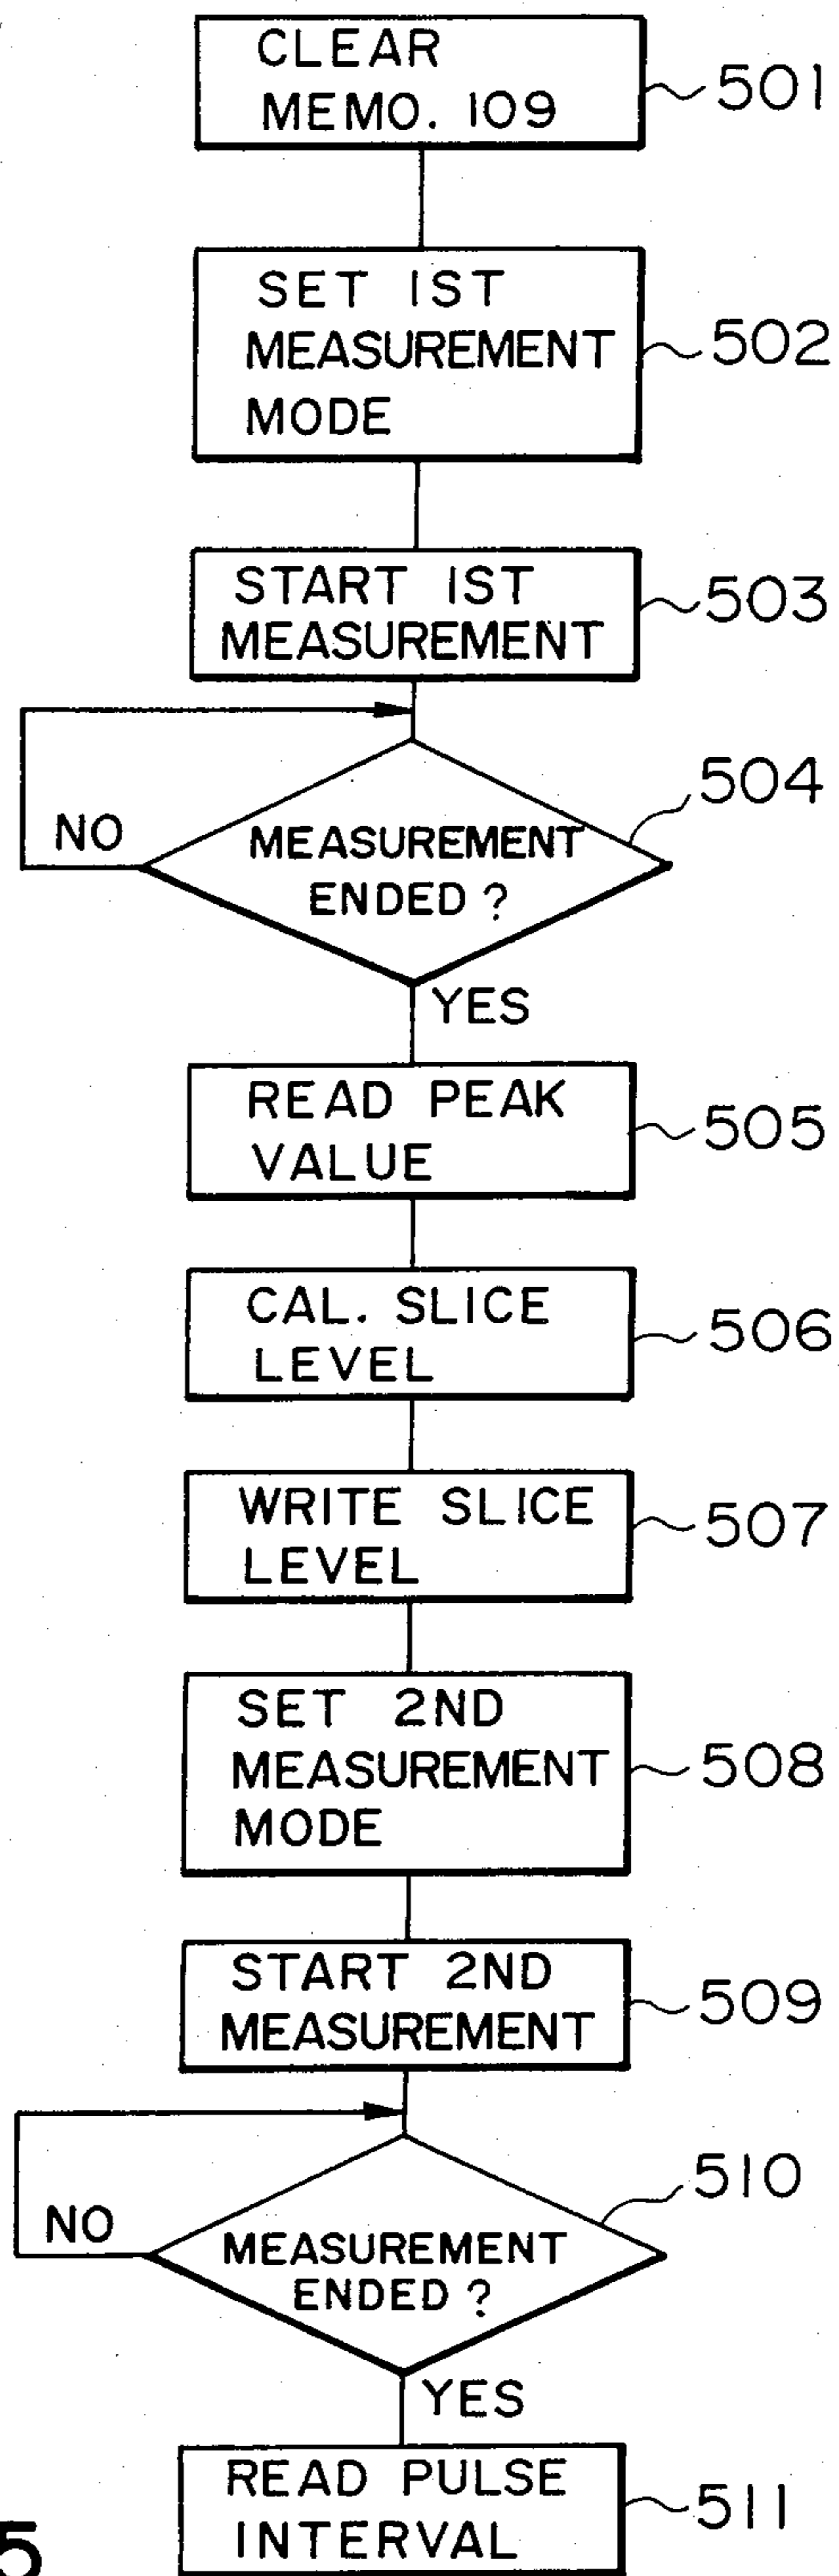 CLEAR
MEMO. 109
501
SET 1ST
MEASUREMENT
MODE
502
START 1ST
MEASUREMENT
503
504
NO
MEASUREMENT
ENDED?
YES
READ PEAK
VALUE
505
CAL. SLICE
LEVEL
506
WRITE SLICE
LEVEL
507
SET 2ND
MEASUREMENT
MODE
508
START 2ND
MEASUREMENT
509
510
NO
MEASUREMENT
ENDED?
YES
READ PULSE
INTERVAL
511
5